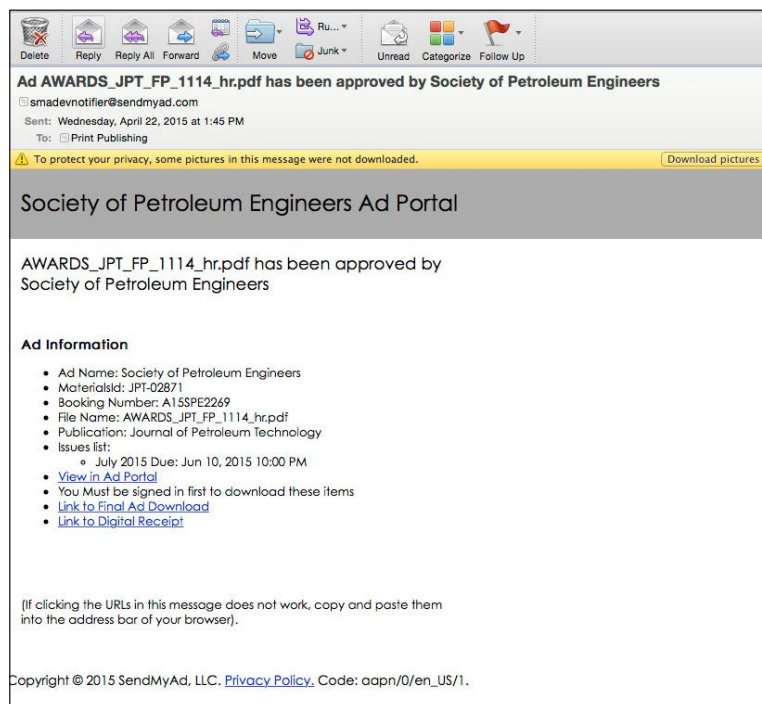 Ru...
Junk
Delete Reply Reply All Forward Move Unread Categorize Follow Up
Ad AWARDS_JPT_FP_1114_hr.pdf has been approved by Society of Petroleum Engineers
smadevnotifier@sendmyad.com
Sent: Wednesday, April 22, 2015 at 1:45 PM
To: Print Publishing
To protect your privacy, some pictures in this message were not downloaded. Download pictures
Society of Petroleum Engineers Ad Portal
AWARDS_JPT_FP_1114_hr.pdf has been approved by
Society of Petroleum Engineers
Ad Information
• Ad Name: Society of Petroleum Engineers
• MaterialsId: JPT-02871
• Booking Number: A15SPE2269
• File Name: AWARDS_JPT_FP_1114_hr.pdf
• Publication: Journal of Petroleum Technology
• Issues list:
July 2015 Due: Jun 10, 2015 10:00 PM
• View in Ad Portal
• You Must be signed in first to download these items
• Link to Final Ad Download
• Link to Digital Receipt
(If clicking the URLs in this message does not work, copy and paste them
into the address bar of your browser).
Copyright © 2015 SendMyAd, LLC. Privacy Policy. Code: aapn/0/en_US/1.